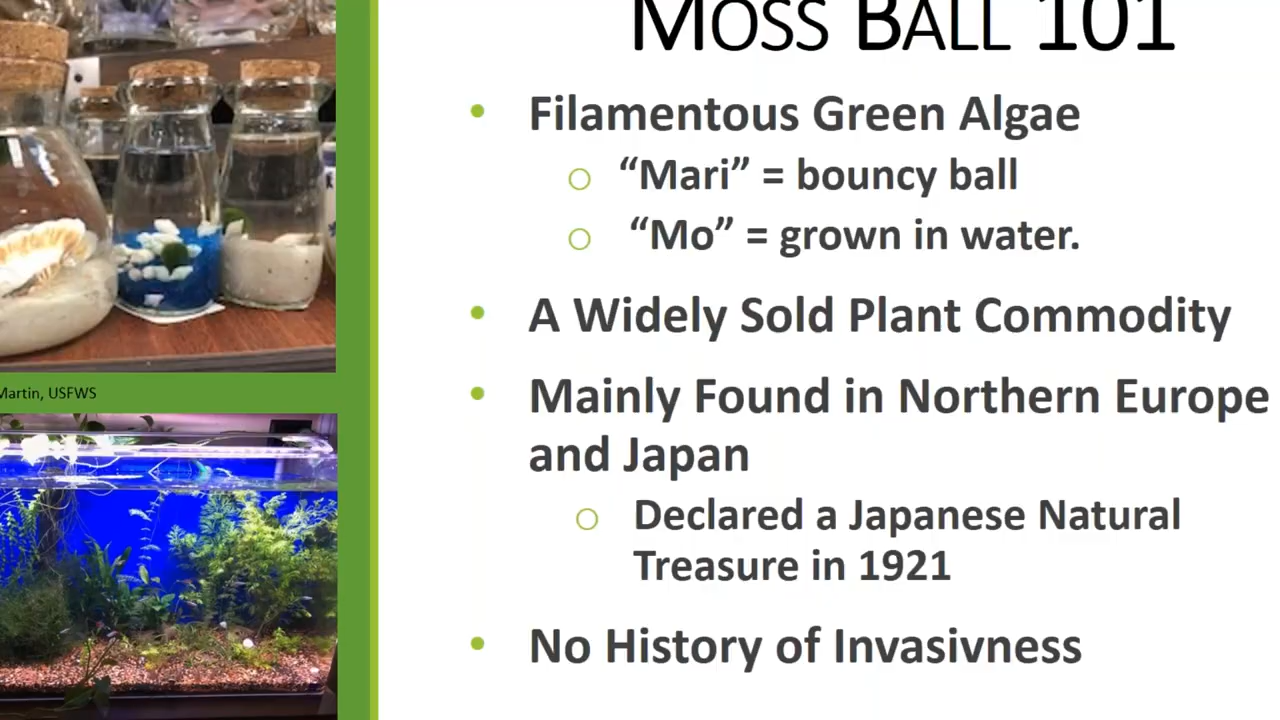 MOSS BALL 101
• Filamentous Green Algae
o “Mari” = bouncy ball
o “Mo” = grown in water.
• A Widely Sold Plant Commodity
• Mainly Found in Northern Europe
and Japan
o Declared a Japanese Natural
Treasure in 1921
• No History of Invasivness
Martin, USFWS